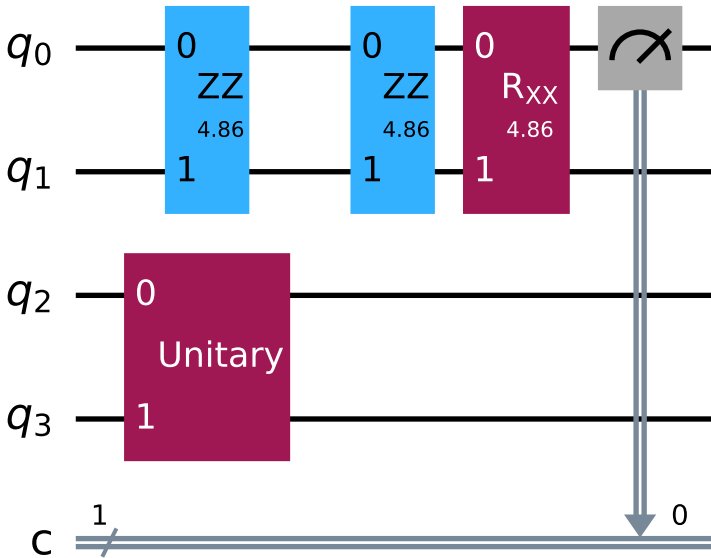 q0 0 0 0
ZZ ZZ RXX
4.86 4.86 4.86
q1 1 1 1
q2 0
Unitary
q3 1
1 0
c